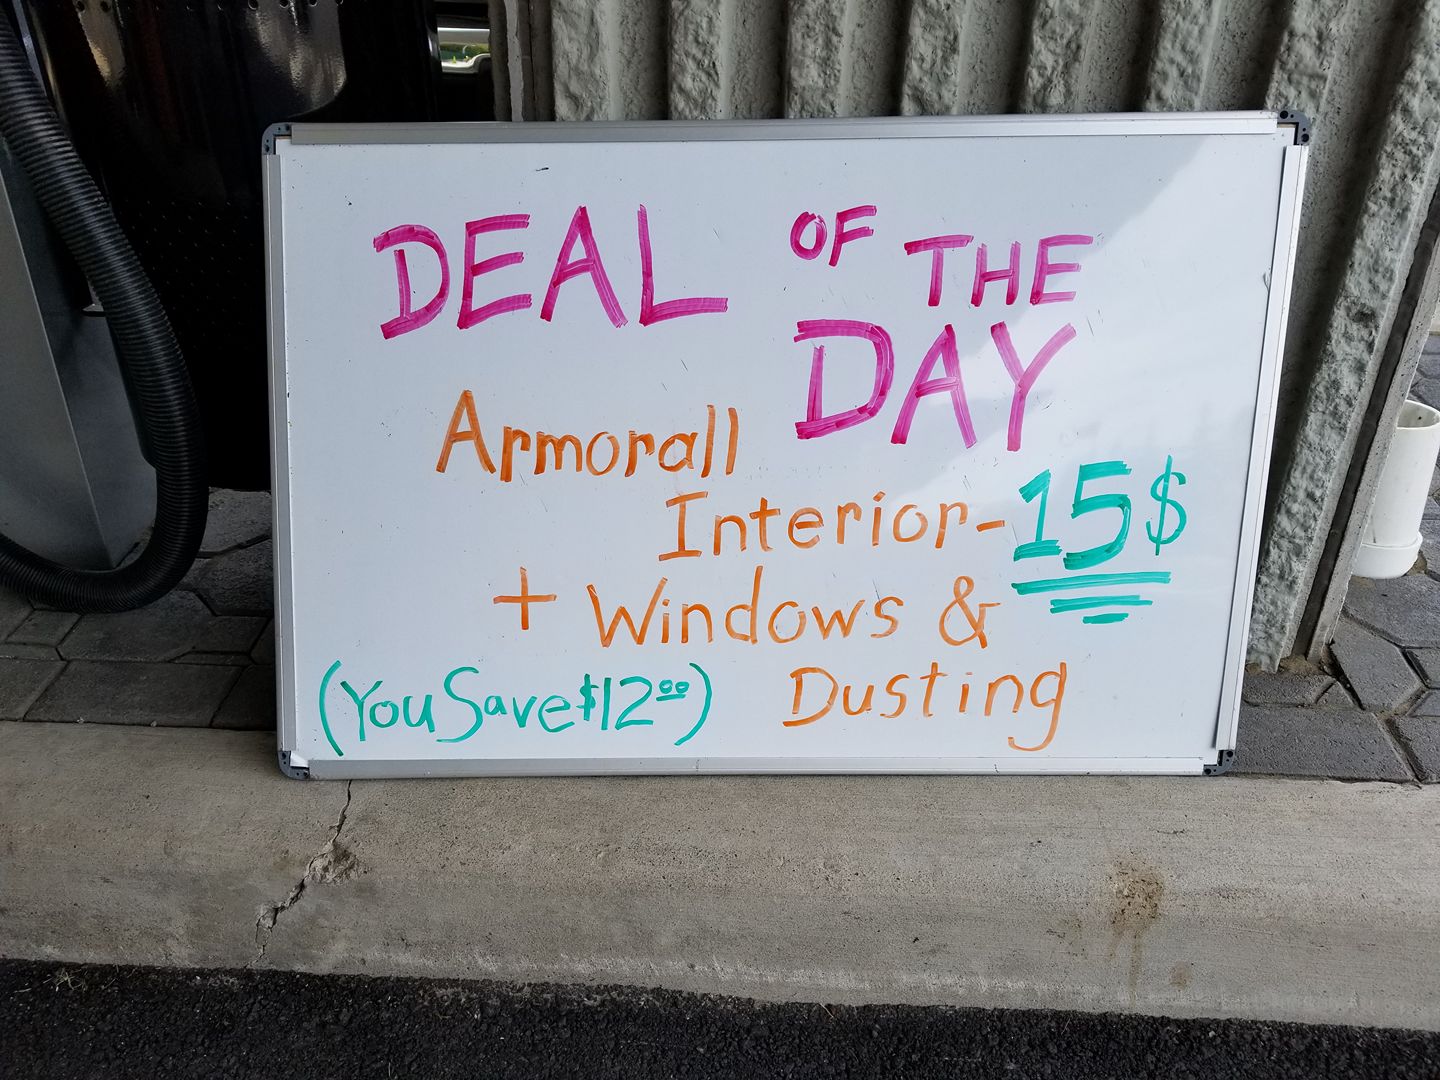 DEAL OF THE
DAY
Armorall
Interior-15$
+ Windows &
Dusting
(You Save $12.00)